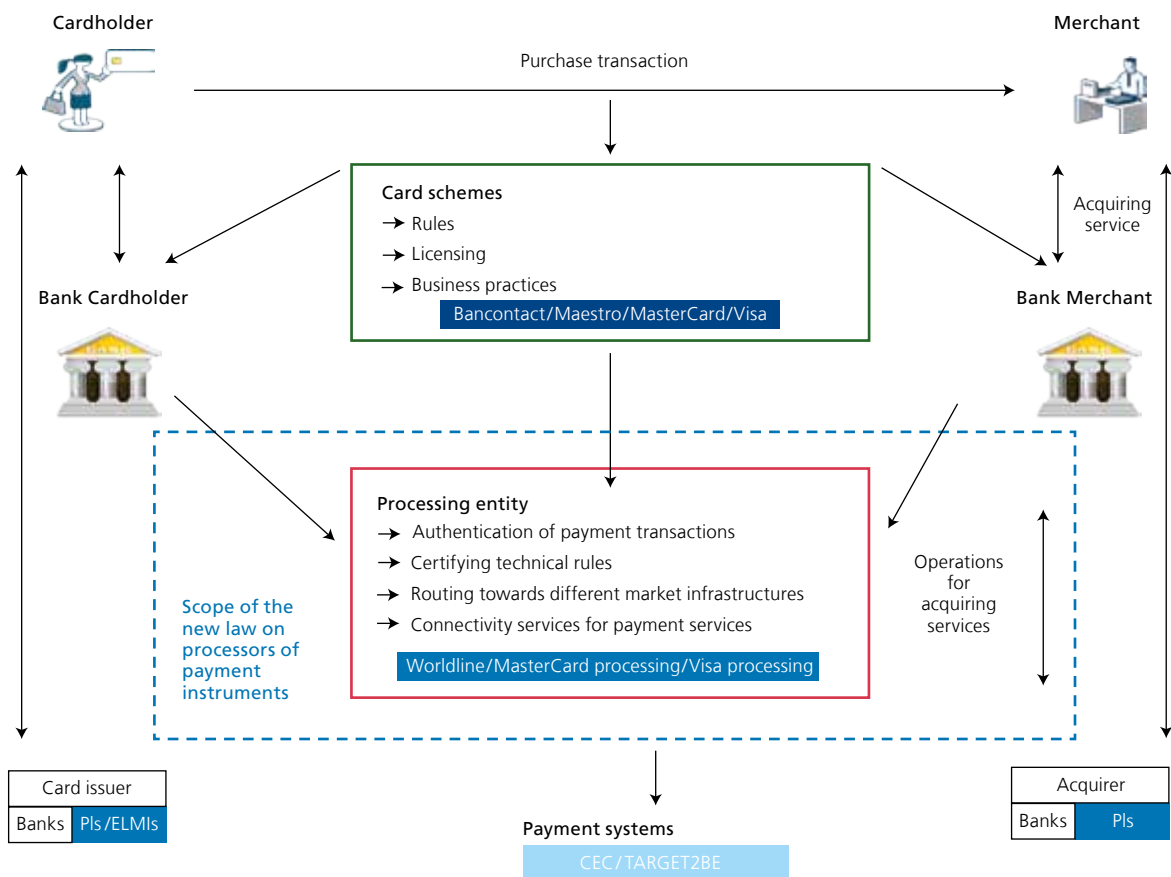 Cardholder
Merchant
Purchase transaction
Card schemes
Rules
Licensing
Business practices
Bancontact/Maestro/MasterCard/Visa
Acquiring
service
Bank Cardholder
Bank Merchant
Processing entity
Authentication of payment transactions
Certifying technical rules
Routing towards different market infrastructures
Connectivity services for payment services
Worldline/MasterCard processing/Visa processing
Scope of the
new law on
processors of
payment
instruments
Operations
for
acquiring
services
Card issuer
Banks
PIs/ELMIs
Acquirer
Banks
PIs
Payment systems
CEC/TARGET2BE